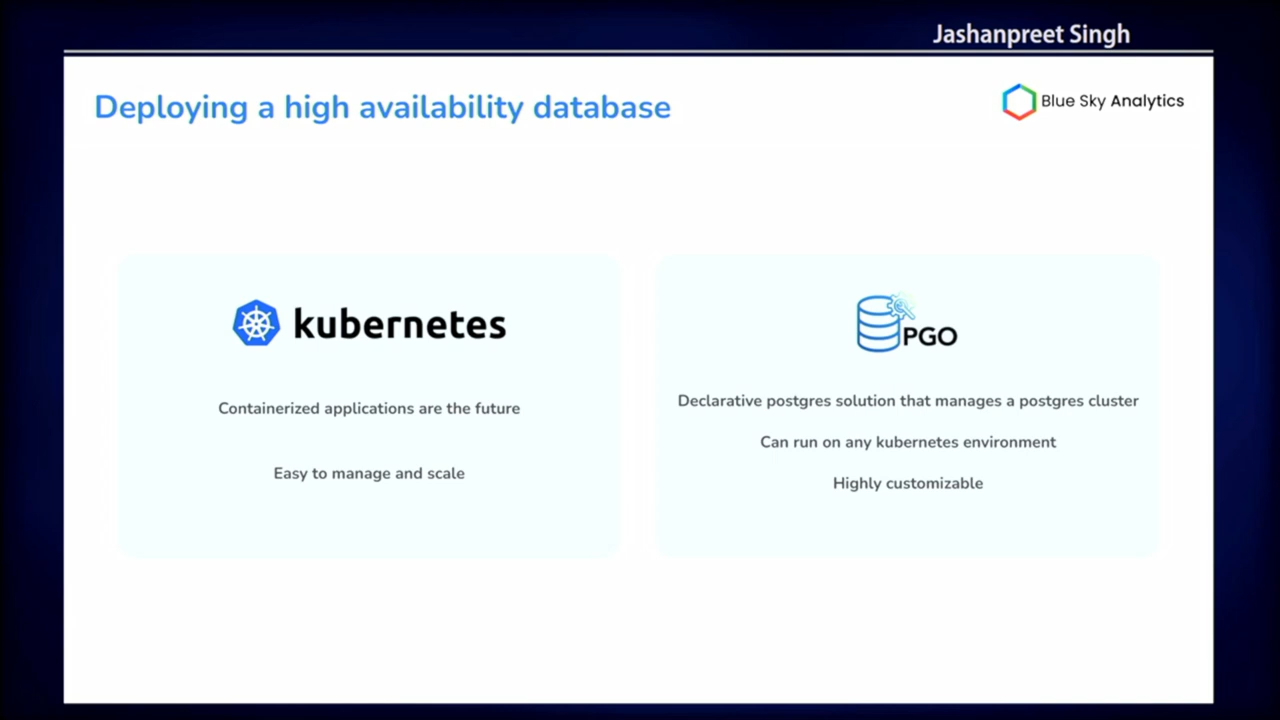 Jashanpreet Singh
Deploying a high availability database
Blue Sky Analytics
kubernetes
Containerized applications are the future
Easy to manage and scale
PGO
Declarative postgres solution that manages a postgres cluster
Can run on any kubernetes environment
Highly customizable